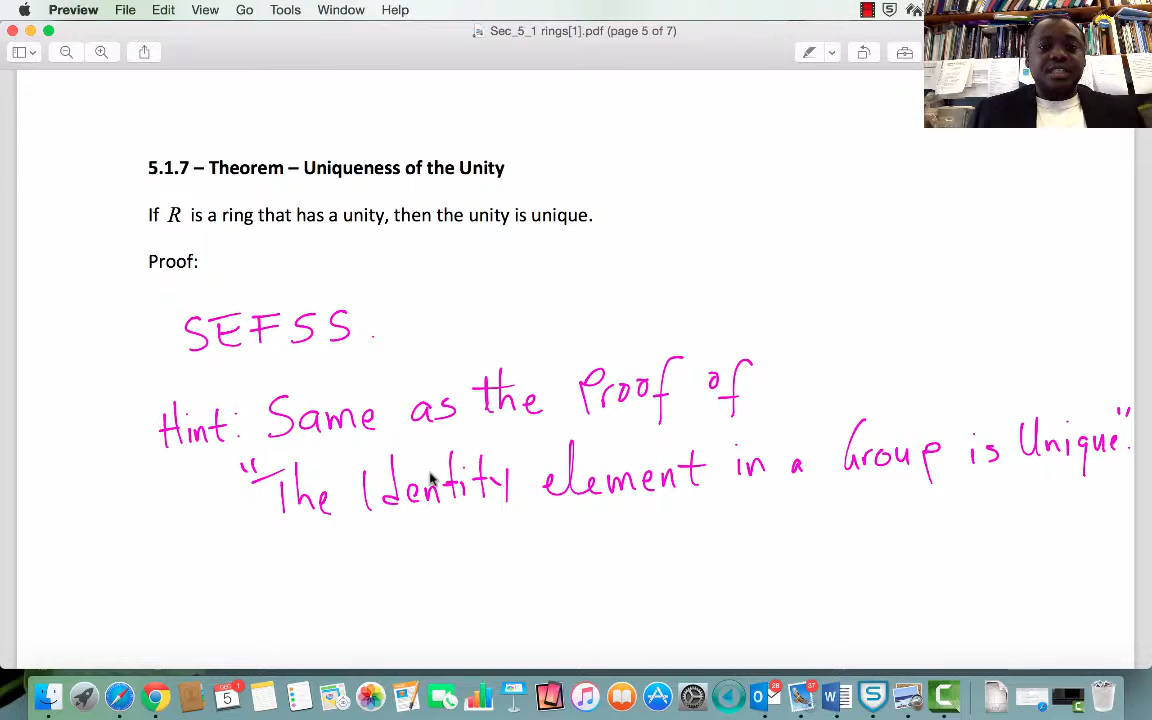 Preview File Edit View Go Tools Window Help
Sec_5_1 rings[1].pdf (page 5 of 7)
5.1.7 – Theorem – Uniqueness of the Unity
If R is a ring that has a unity, then the unity is unique.
Proof:
SEFSS.
Hint: Same as the Proof of
"The Identity element in a Group is Unique".